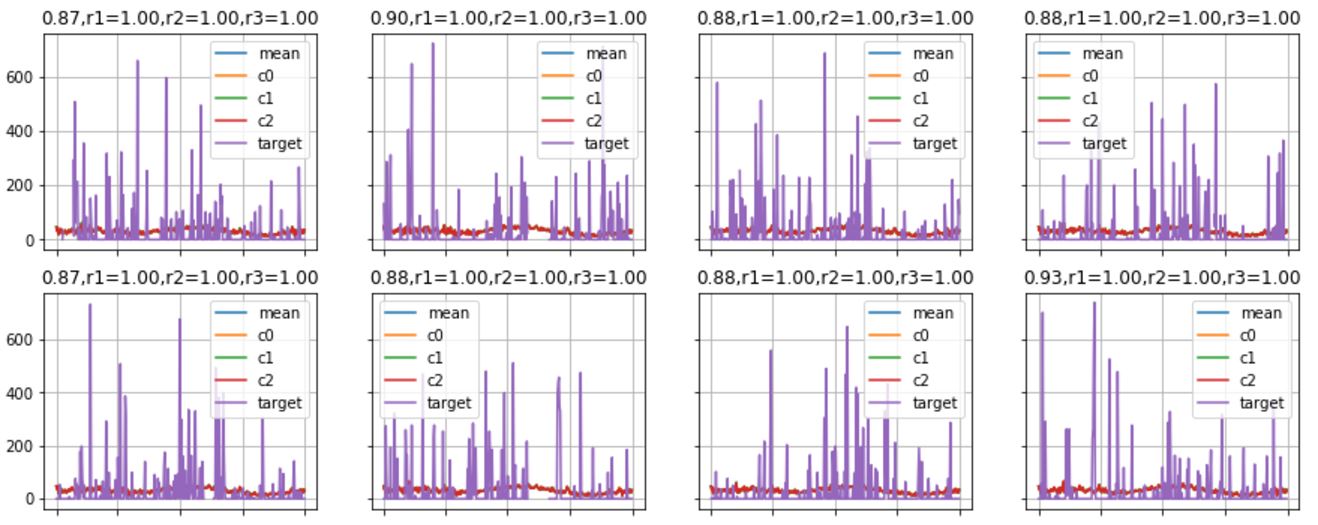 0.87,r1=1.00,r2=1.00,r3=1.00
0.90,r1=1.00,r2=1.00,r3=1.00
0.88,r1=1.00,r2=1.00,r3=1.00
0.88,r1=1.00,r2=1.00,r3=1.00
600
400
200
0
mean
c0
c1
c2
target
mean
c0
c1
c2
target
mean
c0
c1
c2
target
mean
c0
c1
c2
target
0.87,r1=1.00,r2=1.00,r3=1.00
0.88,r1=1.00,r2=1.00,r3=1.00
0.88,r1=1.00,r2=1.00,r3=1.00
0.93,r1=1.00,r2=1.00,r3=1.00
600
400
200
0
mean
c0
c1
c2
target
mean
c0
c1
c2
target
mean
c0
c1
c2
target
mean
c0
c1
c2
target